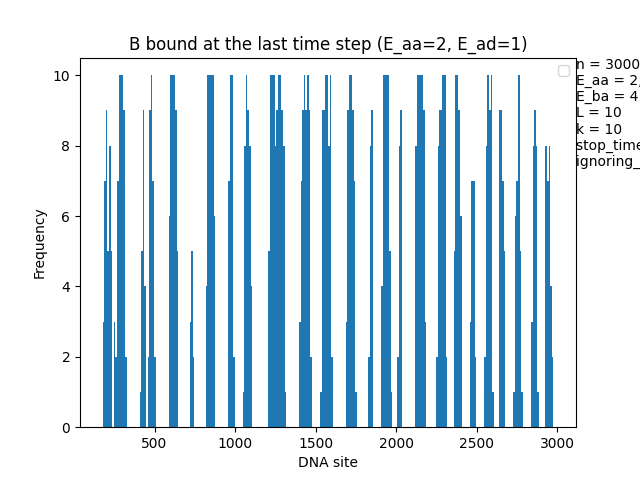 B bound at the last time step (E_aa=2, E_ad=1)
n = 3000
E_aa = 2,
E_ba = 4
L = 10
k = 10
stop_time
ignoring_
10
8
6
4
2
0
Frequency
500
1000
1500
2000
2500
3000
DNA site